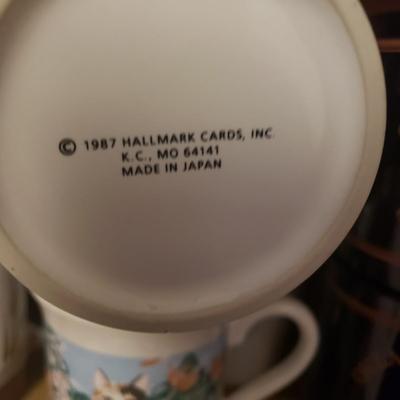 © 1987 HALLMARK CARDS, INC.
K.C., MO 64141
MADE IN JAPAN